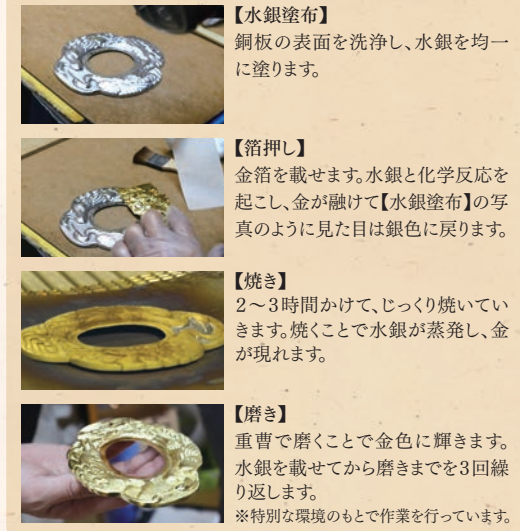 【水銀塗布】
銅板の表面を洗浄し、水銀を均一
に塗ります。
【箔押し】
金箔を載せます。水銀と化学反応を
起こし、金が融けて【水銀塗布】の写
真のように見た目は銀色に戻ります。
【焼き】
２～３時間かけて、じっくり焼いてい
きます。焼くことで水銀が蒸発し、金
が現れます。
【磨き】
重曹で磨くことで金色に輝きます。
水銀を載せてから磨きまでを３回繰
り返します。
※特別な環境のもとで作業を行っています。